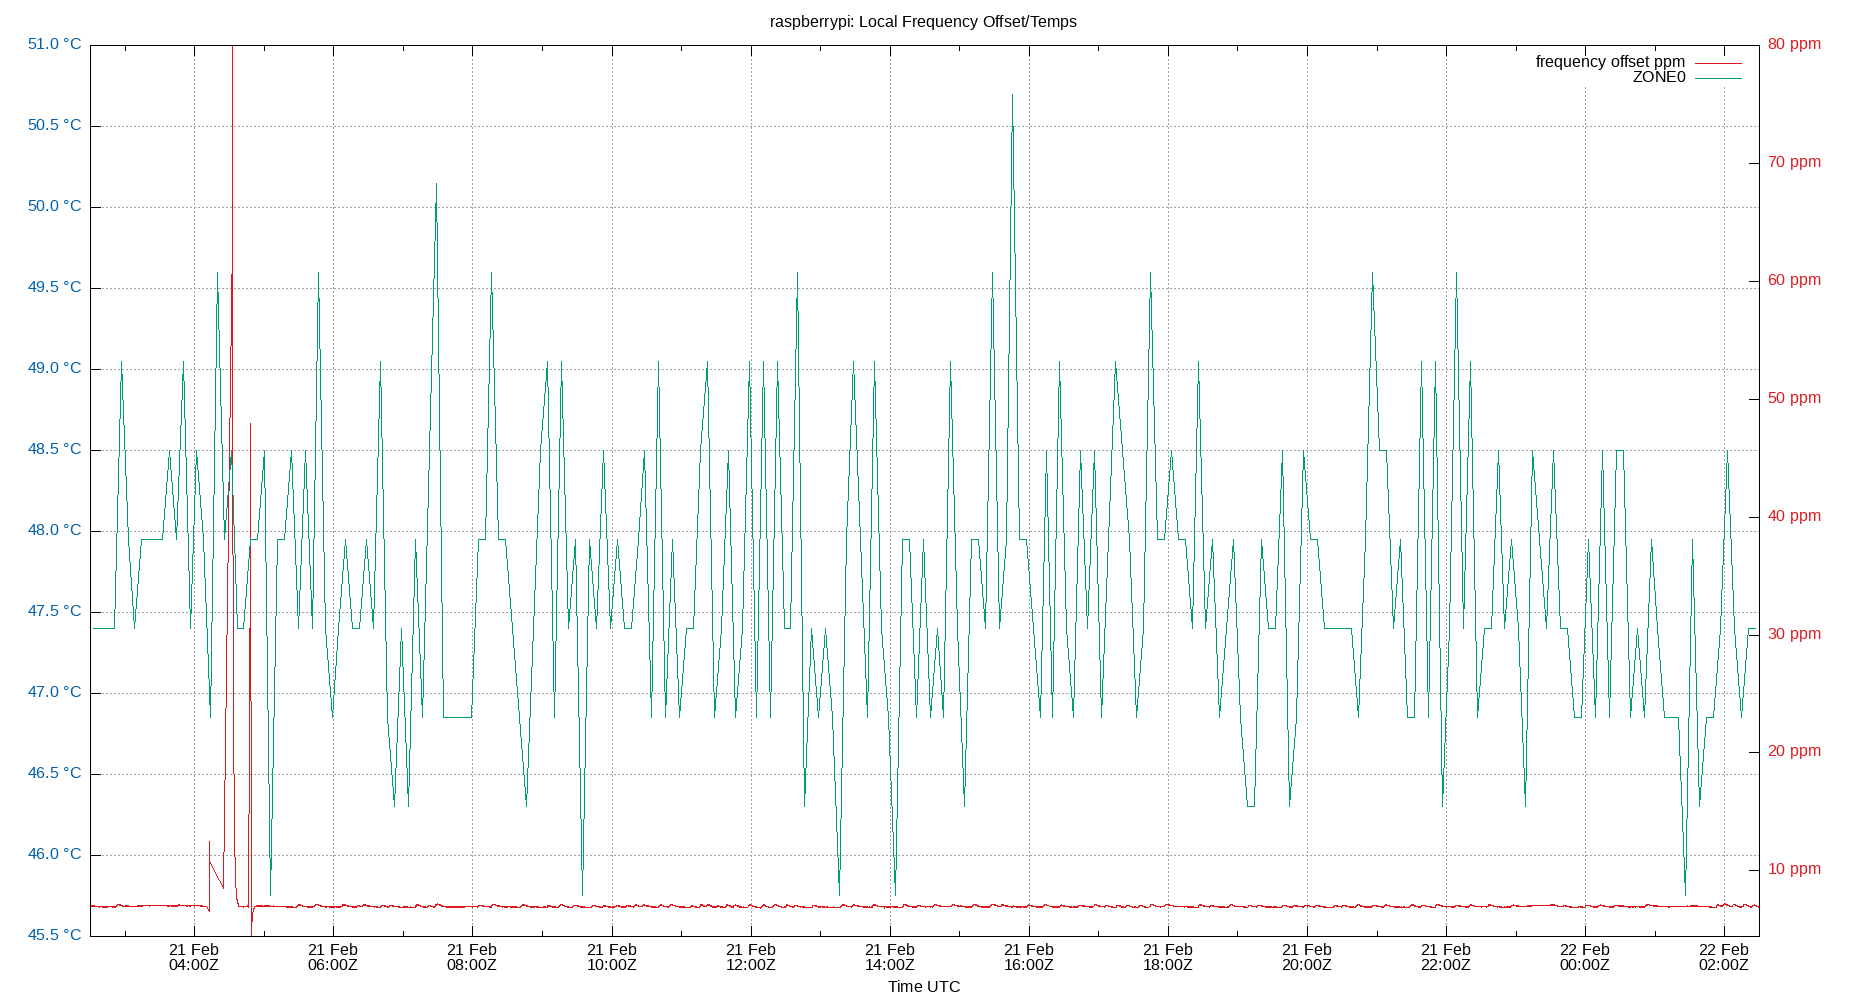 raspberrypi: Local Frequency Offset/Temps
51.0 °C
50.5 °C
50.0 °C
49.5 °C
49.0 °C
48.5 °C
48.0 °C
47.5 °C
47.0 °C
46.5 °C
46.0 °C
45.5 °C
80 ppm
70 ppm
60 ppm
50 ppm
40 ppm
30 ppm
20 ppm
10 ppm
frequency offset ppm
ZONE0
21 Feb
04:00Z
21 Feb
06:00Z
21 Feb
08:00Z
21 Feb
10:00Z
21 Feb
12:00Z
21 Feb
14:00Z
21 Feb
16:00Z
21 Feb
18:00Z
21 Feb
20:00Z
21 Feb
22:00Z
22 Feb
00:00Z
22 Feb
02:00Z
Time UTC